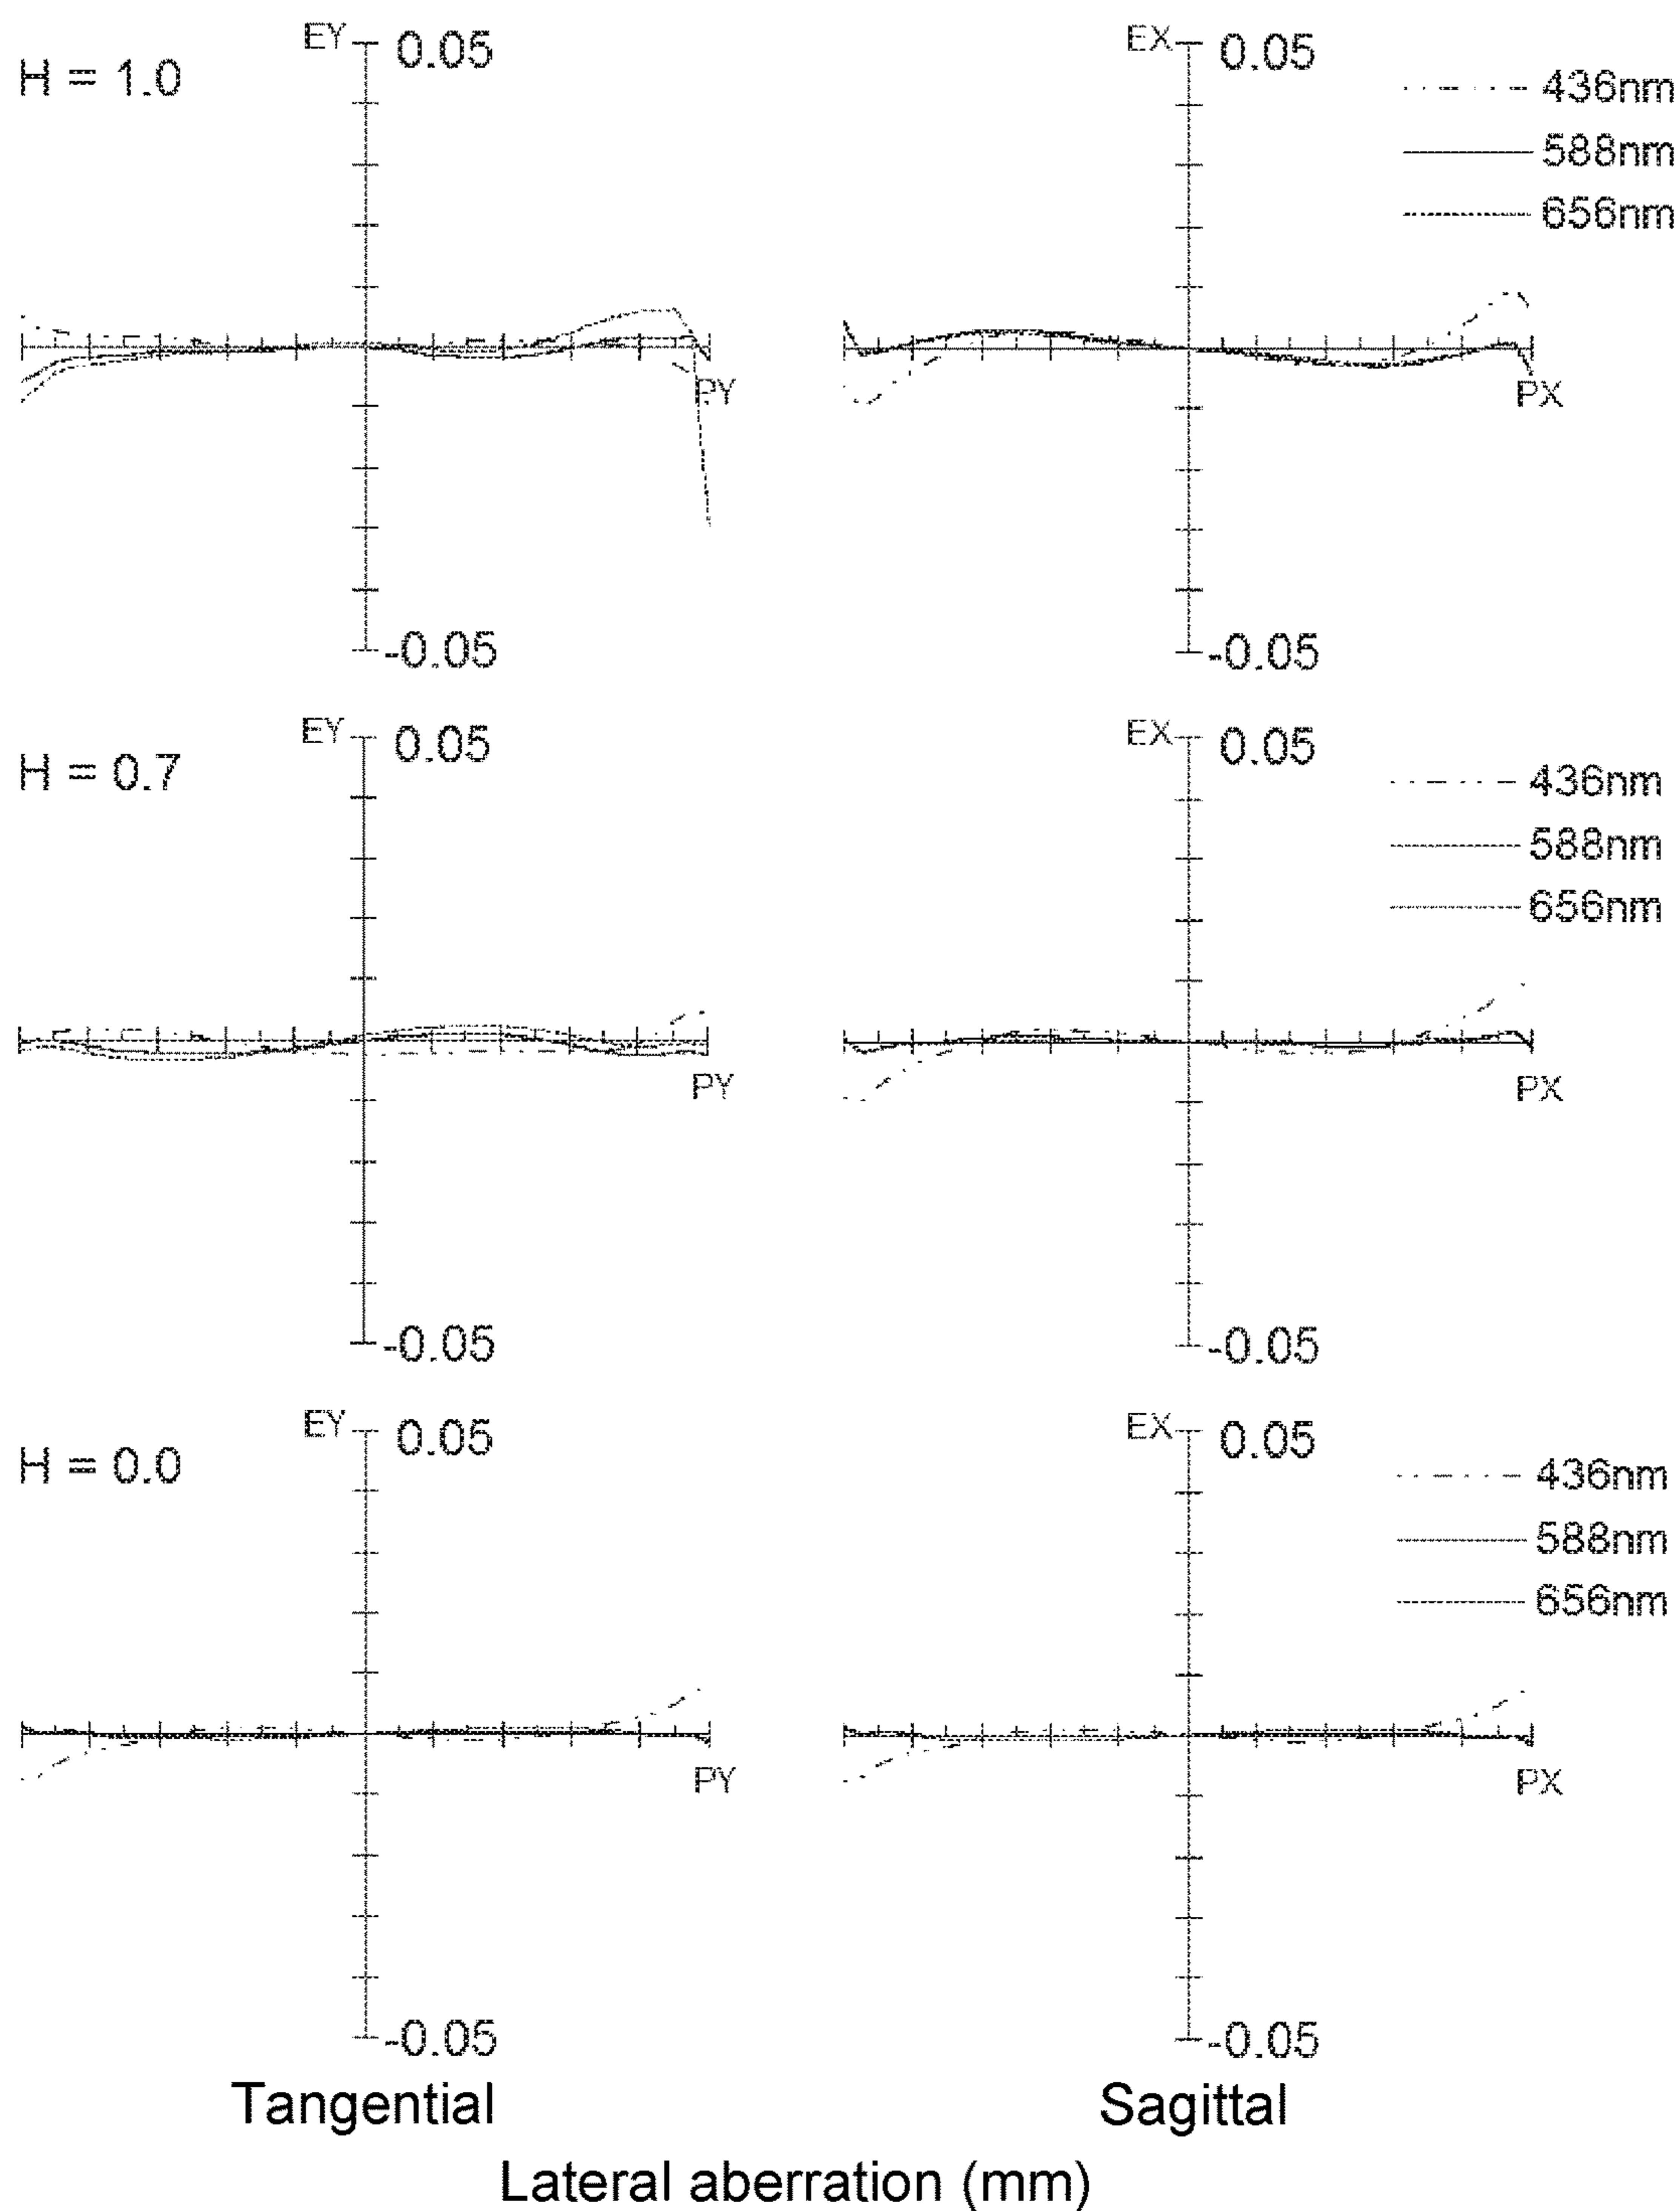 EY 0.05
EX 0.05
H = 1.0
436nm
588nm
656nm
PY
PX
-0.05
-0.05
EY 0.05
EX 0.05
H = 0.7
436nm
588nm
656nm
PY
PX
-0.05
-0.05
EY 0.05
EX 0.05
H = 0.0
436nm
588nm
656nm
PY
PX
-0.05
-0.05
Tangential
Sagittal
Lateral aberration (mm)